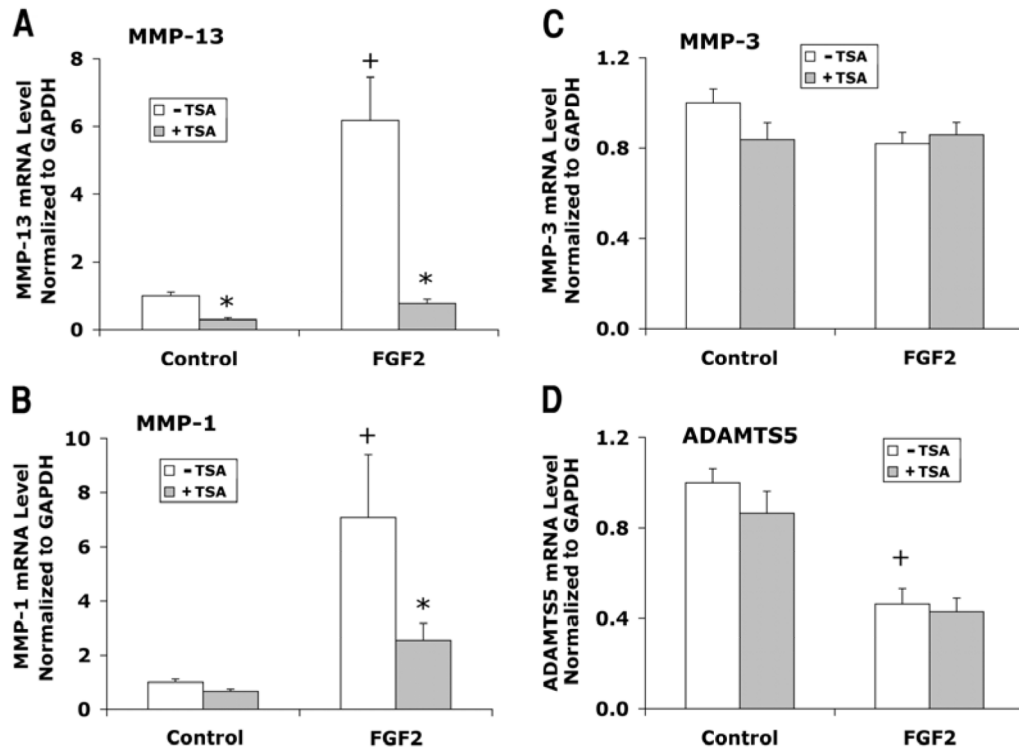 A
MMP-13
MMP-13 mRNA Level
Normalized to GAPDH
8
6
4
2
0
- TSA
+ TSA
+
*
*
Control
FGF2
B
MMP-1
MMP-1 mRNA Level
Normalized to GAPDH
10
8
6
4
2
0
- TSA
+ TSA
+
*
Control
FGF2
C
MMP-3
MMP-3 mRNA Level
Normalized to GAPDH
1.2
0.8
0.4
0.0
- TSA
+ TSA
Control
FGF2
D
ADAMTS5
ADAMTS5 mRNA Level
Normalized to GAPDH
1.2
0.8
0.4
0.0
- TSA
+ TSA
+
Control
FGF2